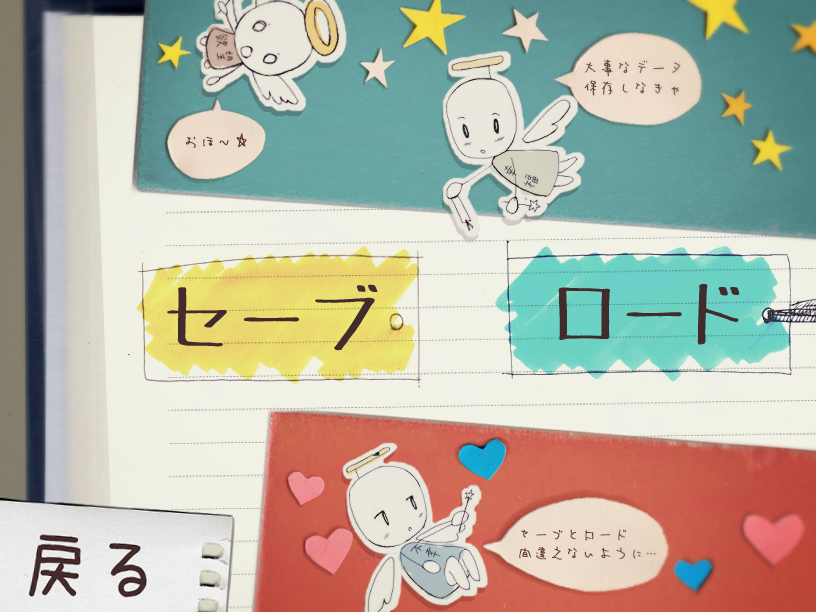 大事なデータ
保存しなきゃ
おほ〜☆
セーブ
ロード
セーブとロード
間違えないように…
戻る